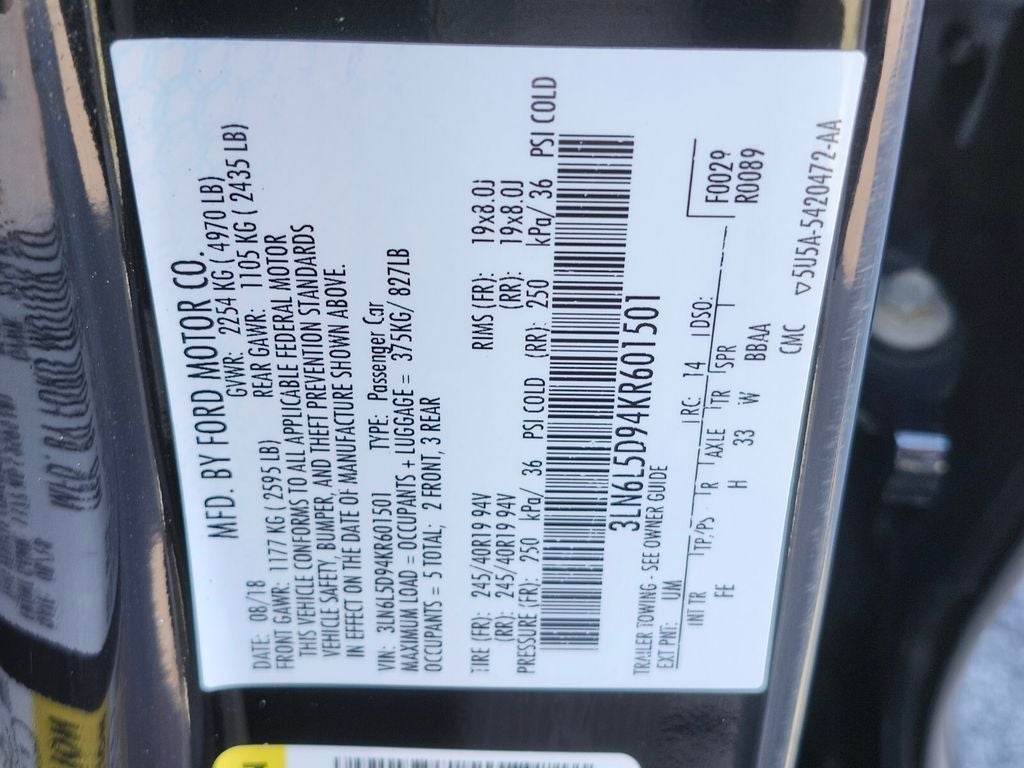 MFD. BY FORD MOTOR CO.
DATE: 08/18 GVWR: 2254 KG ( 4970 LB)
FRONT GAWR: 1177 KG ( 2595 LB) REAR GAWR: 1105 KG ( 2435 LB)
THIS VEHICLE CONFORMS TO ALL APPLICABLE FEDERAL MOTOR
VEHICLE SAFETY, BUMPER, AND THEFT PREVENTION STANDARDS
IN EFFECT ON THE DATE OF MANUFACTURE SHOWN ABOVE.
VIN: 3LN6L5D94KR601501 TYPE: Passenger Car
MAXIMUM LOAD = OCCUPANTS + LUGGAGE = 375KG/ 827LB
OCCUPANTS = 5 TOTAL; 2 FRONT, 3 REAR
TIRE (FR): 245/40R19 94V RIMS (FR): 19x8.0J
(RR): 245/40R19 94V (RR): 19x8.0J
PRESSURE (FR): 250 kPa/ 36 PSI COLD (RR): 250 kPa/ 36 PSI COLD
3LN6L5D94KR601501
TRAILER TOWING - SEE OWNER GUIDE
EXT PNT: UM RC: 14 DSO: F0029
INT TR TP/PS R AXLE TR SPR R0089
FE H 33 W BBAA
CMC ▽5U5A-5420472-AA